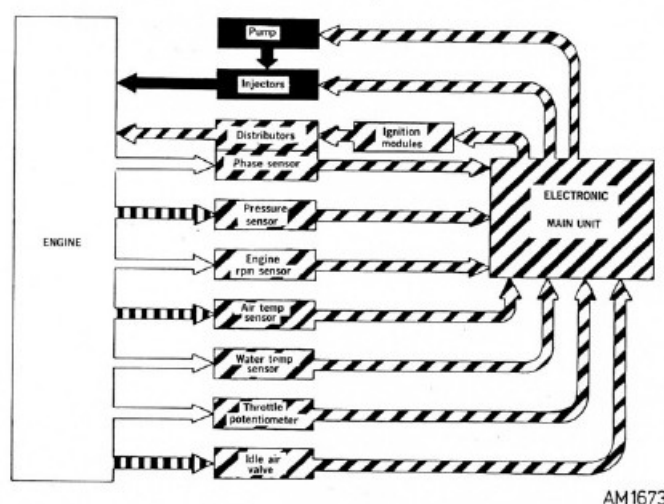 Pump
Injectors
Distributors
Ignition
modules
Phase sensor
ELECTRONIC
MAIN UNIT
Pressure
sensor
ENGINE
Engine
rpm sensor
Air temp
sensor
Water temp
sensor
Throttle
potentiometer
Idle air
valve
AM1673